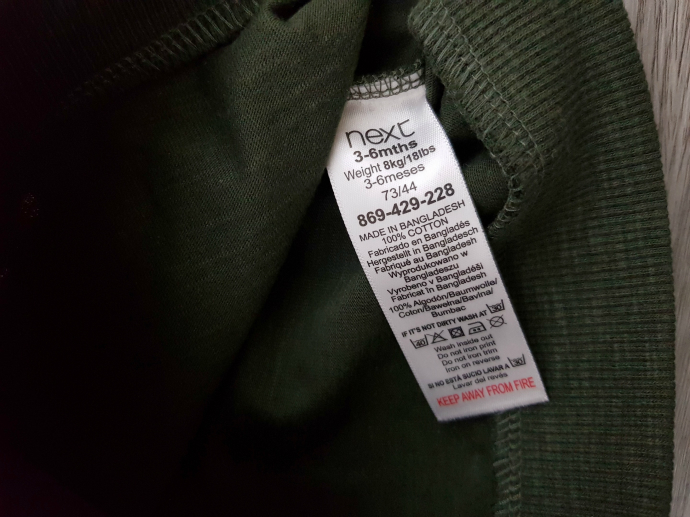 next
3-6mths
Weight 8kg/18lbs
3-6meses
73/44
869-429-228
MADE IN BANGLADESH
100% COTTON
Fabricado en Bangladés
Hergestellt in Bangladesch
Fabriqué au Bangladesh
Wyprodukowano w
Bangladeszu
Vyrobeno v Bangladéši
Fabricat în Bangladesh
100% Algodón/Baumwolle/
Coton/Bawełna/Bavlna/
Bumbac
IF IT'S NOT DIRTY WASH AT 30
40
Wash inside out
Do not iron print
Do not iron trim
Iron on reverse
SI NO ESTÁ SUCIO LAVAR A 30
Lavar del revés
KEEP AWAY FROM FIRE